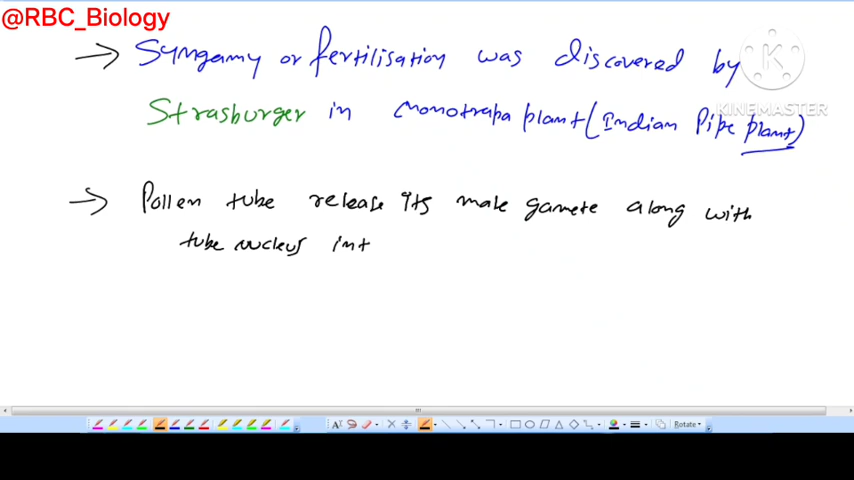 @RBC_Biology
→ Syngamy or fertilisation was discovered by
Strasburger in Monotrapa plant (Indian Pipe plant)
KINEMASTER
→ Pollen tube release its male gamete along with
tube nucleus int
Rotate